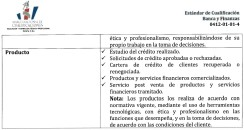 Estándar de Cualificación
Banca y Finanzas
0412-01-01-4
ética y profesionalismo, responsabilizándose de su
propio trabajo en la toma de decisiones.
Producto
✓ Estudio del crédito realizado.
✓ Solicitudes de crédito aprobadas o rechazadas.
✓ Cartera de crédito de clientes recuperada o
renegociada.
✓ Productos y servicios financieros comercializados.
✓ Servicio post venta de productos y servicios
financieros tramitado.
Nota: Los productos los realiza de acuerdo con
normativa vigente, mediante el uso de herramientas
tecnológicas, con ética y profesionalismo en las
funciones que desempeña, y en la toma de decisiones,
de acuerdo con las condiciones del cliente.